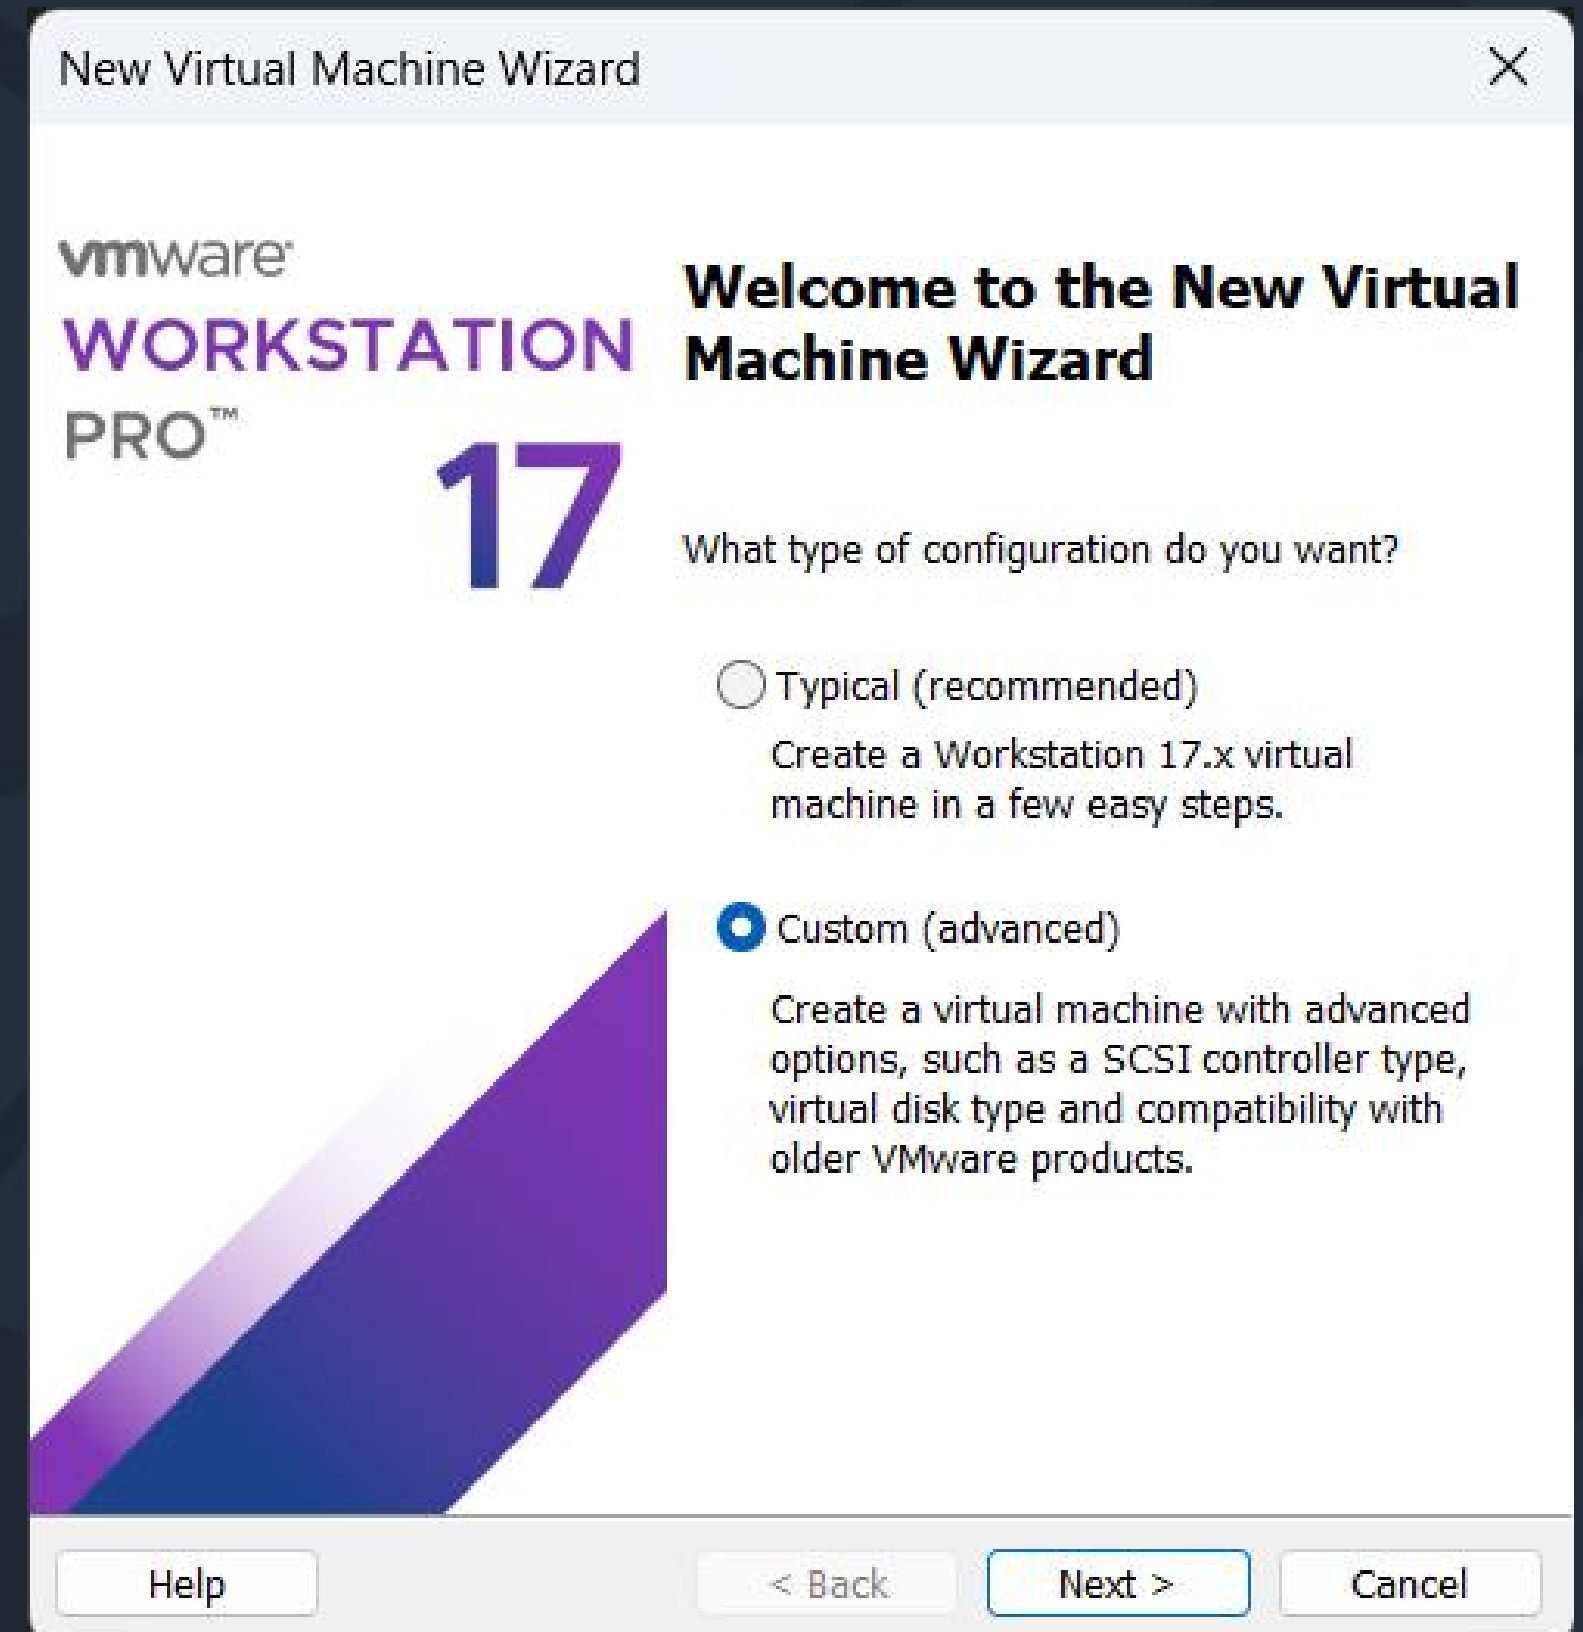 New Virtual Machine Wizard
vmware
WORKSTATION
PRO™
17
Welcome to the New Virtual
Machine Wizard
What type of configuration do you want?
Typical (recommended)
Create a Workstation 17.x virtual
machine in a few easy steps.
Custom (advanced)
Create a virtual machine with advanced
options, such as a SCSI controller type,
virtual disk type and compatibility with
older VMware products.
Help
< Back
Next >
Cancel